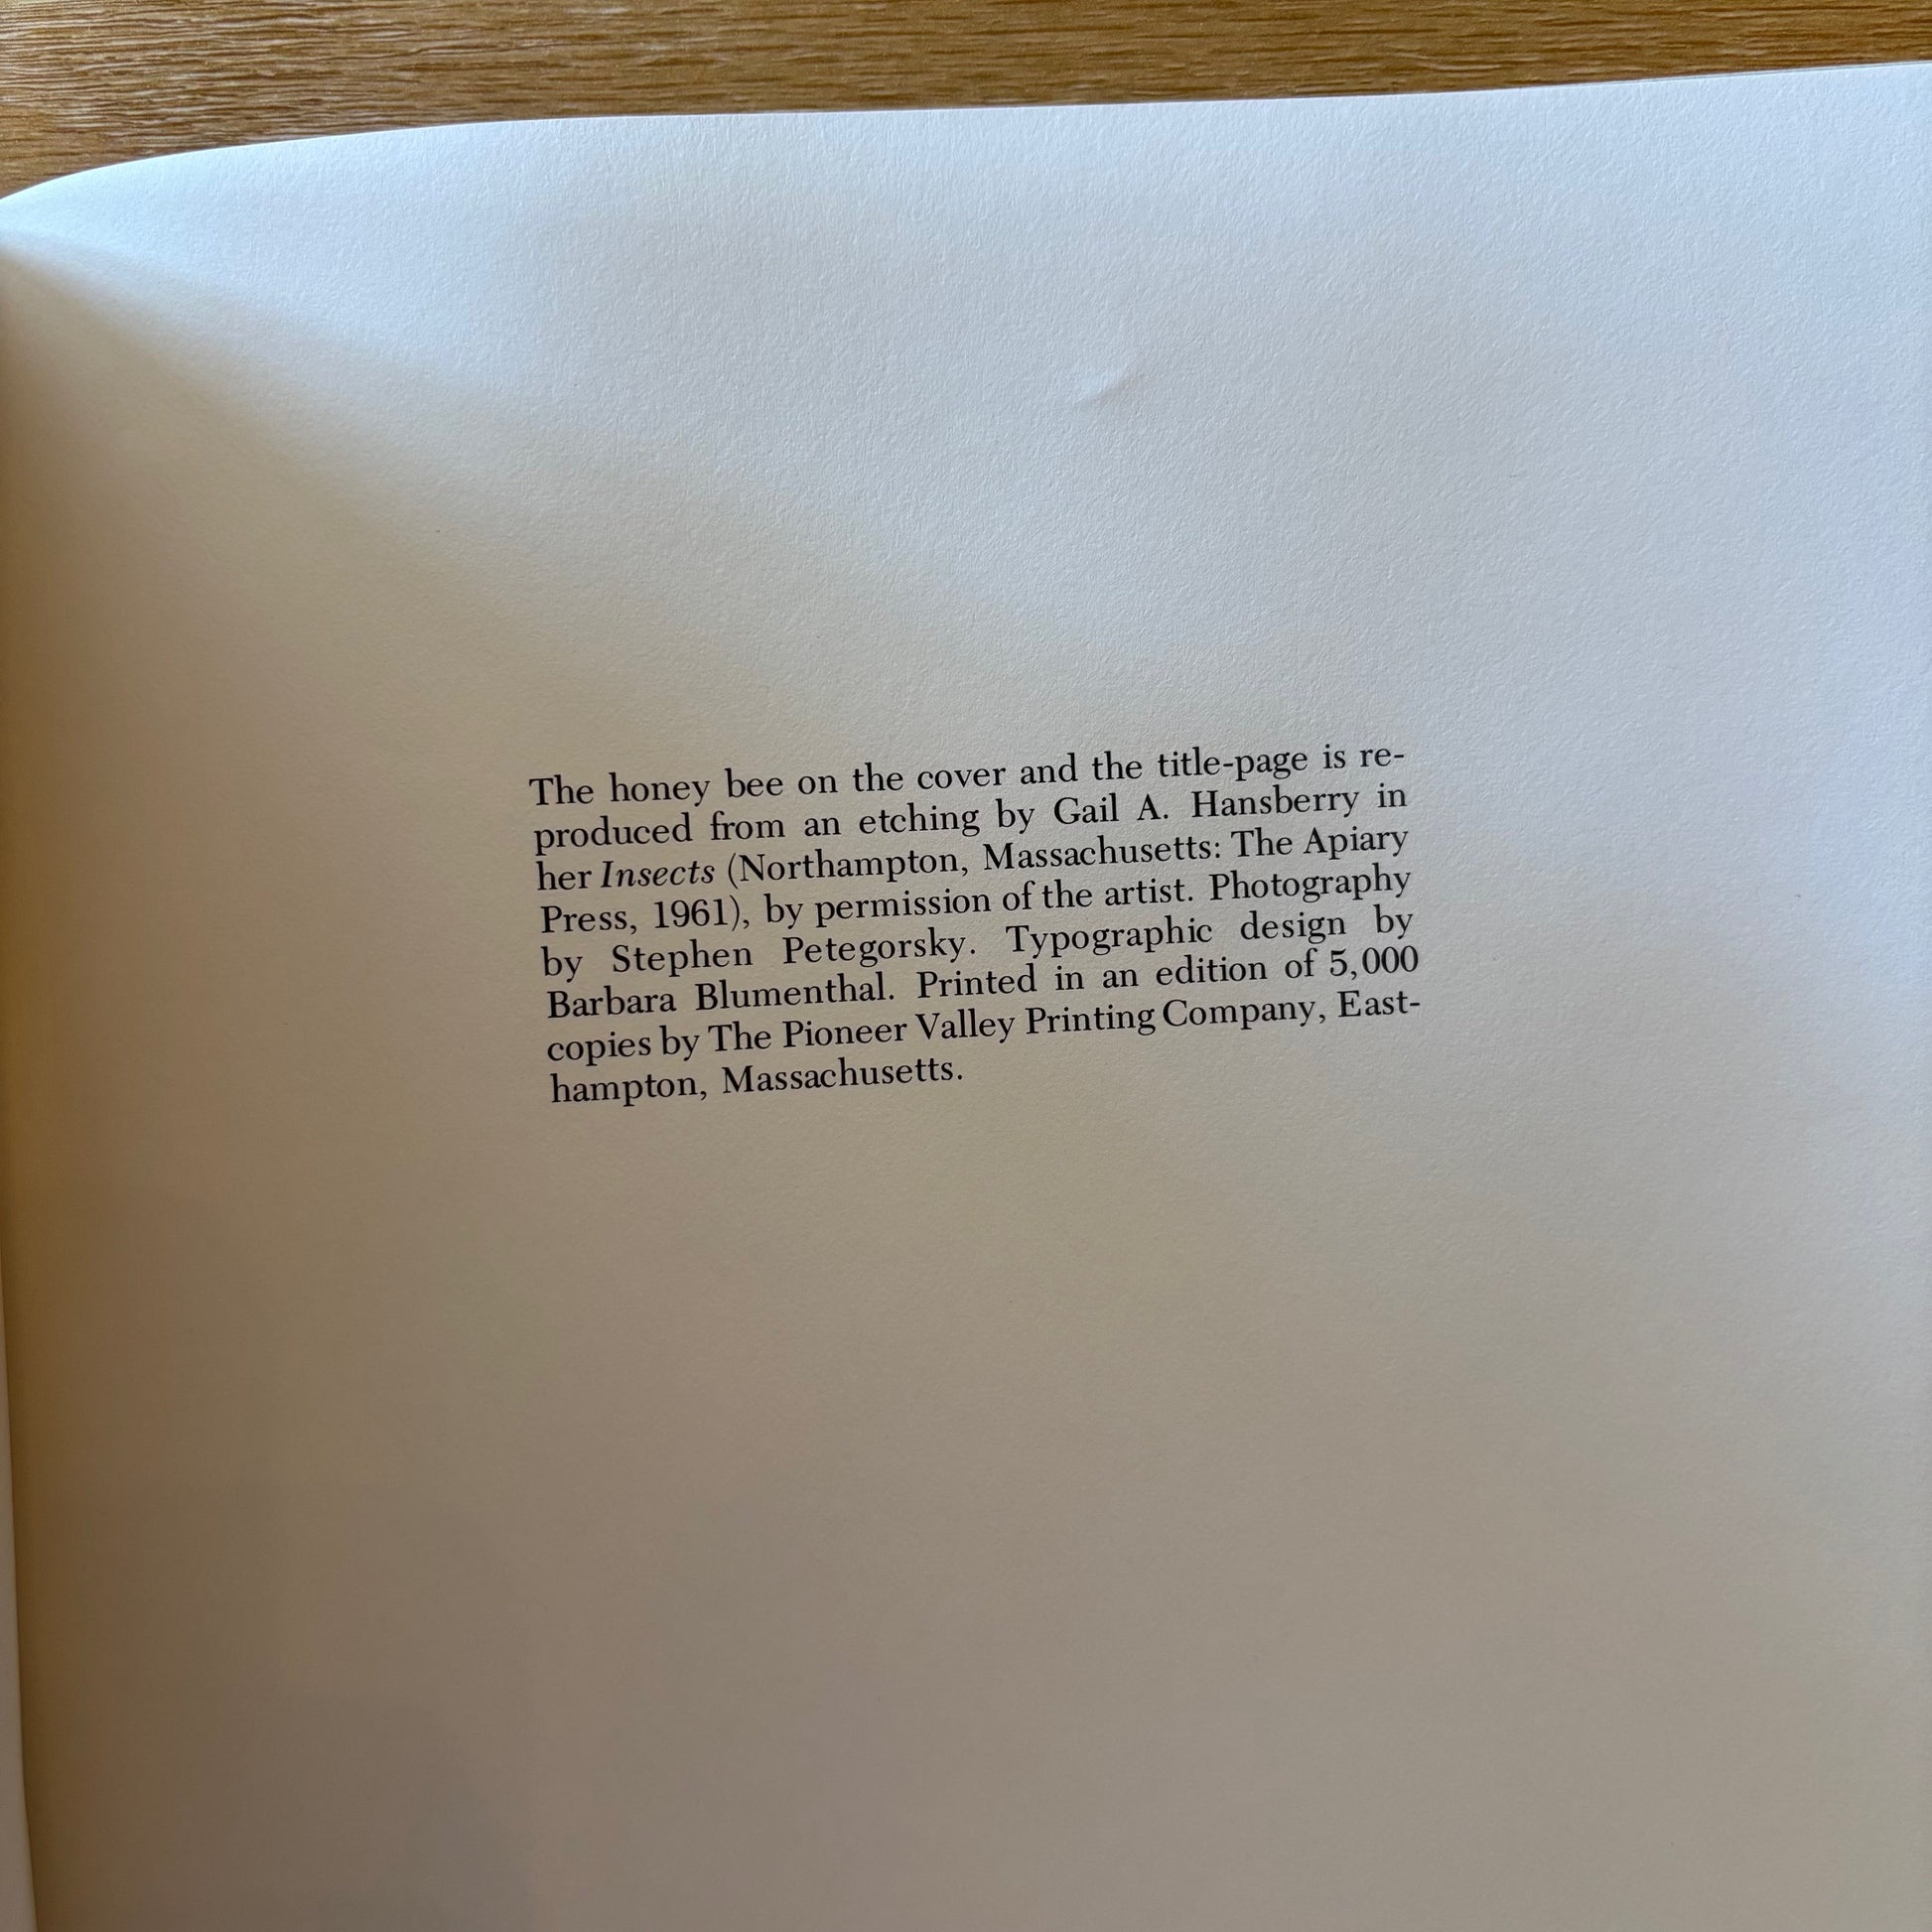 The honey bee on the cover and the title-page is re-
produced from an etching by Gail A. Hansberry in
her Insects (Northampton, Massachusetts: The Apiary
Press, 1961), by permission of the artist. Photography
by Stephen Petegorsky. Typographic design by
Barbara Blumenthal. Printed in an edition of 5,000
copies by The Pioneer Valley Printing Company, East-
hampton, Massachusetts.